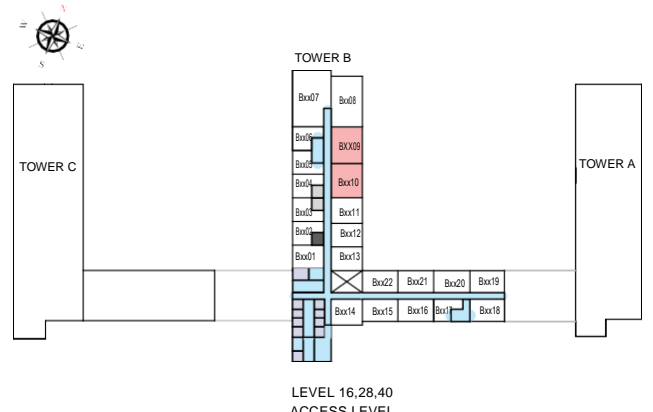 N
W
E
S
TOWER B
Bxx07
Bxx08
Bxx06
BXX09
Bxx05
TOWER C
TOWER A
Bxx04
Bxx10
Bxx03
Bxx11
Bxx02
Bxx12
Bxx01
Bxx13
Bxx22
Bxx21
Bxx20
Bxx19
Bxx14
Bxx15
Bxx16
Bxx17
Bxx18
LEVEL 16,28,40
ACCESS LEVEL